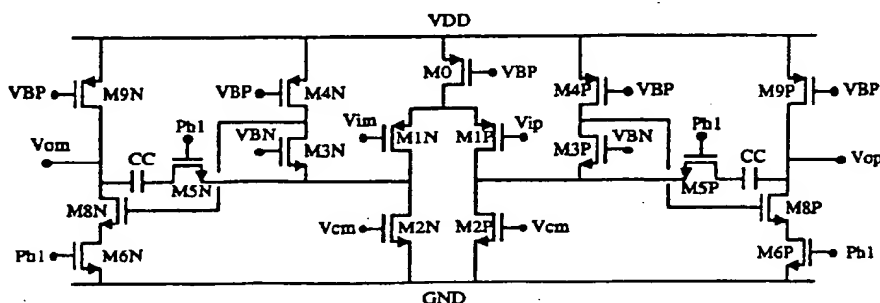 VDD
VBP
M9N
VBP
M4N
M0
VBP
M4P
VBP
M9P
VBP
Vom
Ph1
VBN
Vim
M1N
M1P
Vip
VBN
Ph1
Vop
CC
M3N
M3P
CC
M5N
M5P
M8N
Vcm
M2N
M2P
Vcm
M8P
Ph1
M6N
M6P
Ph1
GND